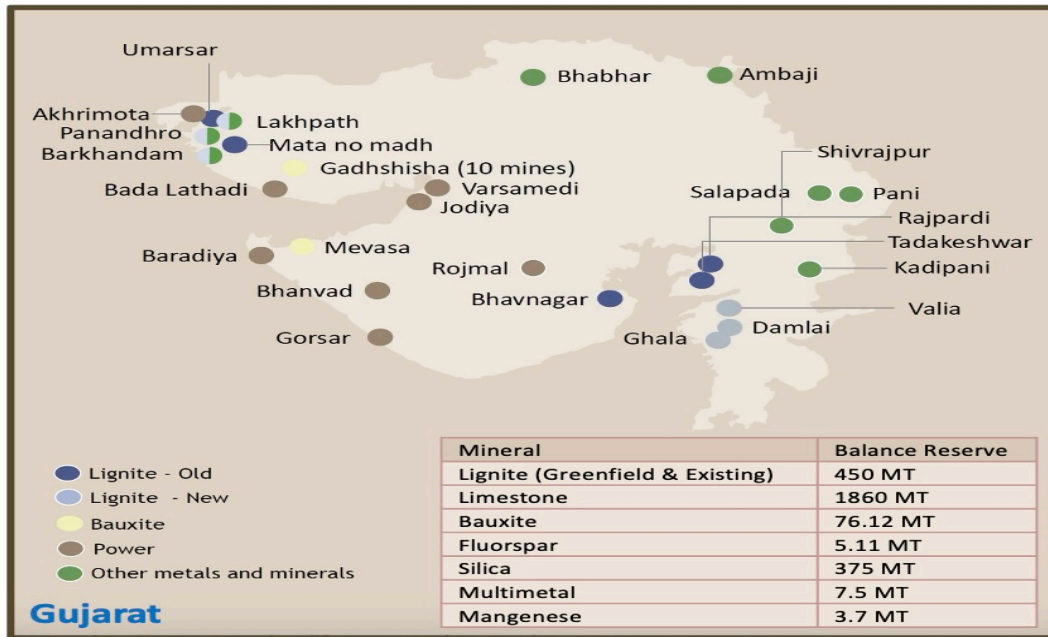 Umarsar
Bhabhar
Ambaji
Akhrimota
Lakhpath
Panandhro
Mata no madh
Barkhandam
Shivrajpur
Gadhshisha (10 mines)
Bada Lathadi
Varsamedi
Salapada
Pani
Jodiya
Rajpardi
Tadakeshwar
Mevasa
Baradiya
Rojmal
Kadipani
Bhanvad
Bhavnagar
Valia
Damlai
Gorsar
Ghala
Mineral Balance Reserve
Lignite (Greenfield & Existing) 450 MT
Limestone 1860 MT
Bauxite 76.12 MT
Fluorspar 5.11 MT
Silica 375 MT
Multimetal 7.5 MT
Mangenese 3.7 MT
Lignite - Old
Lignite - New
Bauxite
Power
Other metals and minerals
Gujarat